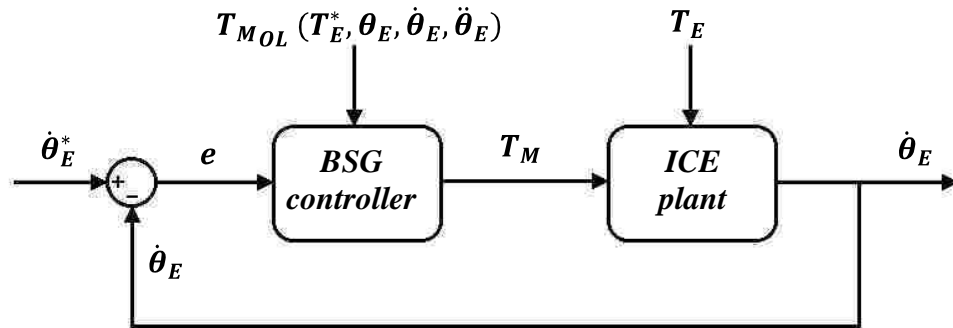 T_{M_{OL}} (T_E^*, θ_E, θ̇_E, θ̈_E)
T_E
θ̇_E^*
e
BSG
controller
T_M
ICE
plant
θ̇_E
+
−
θ̇_E